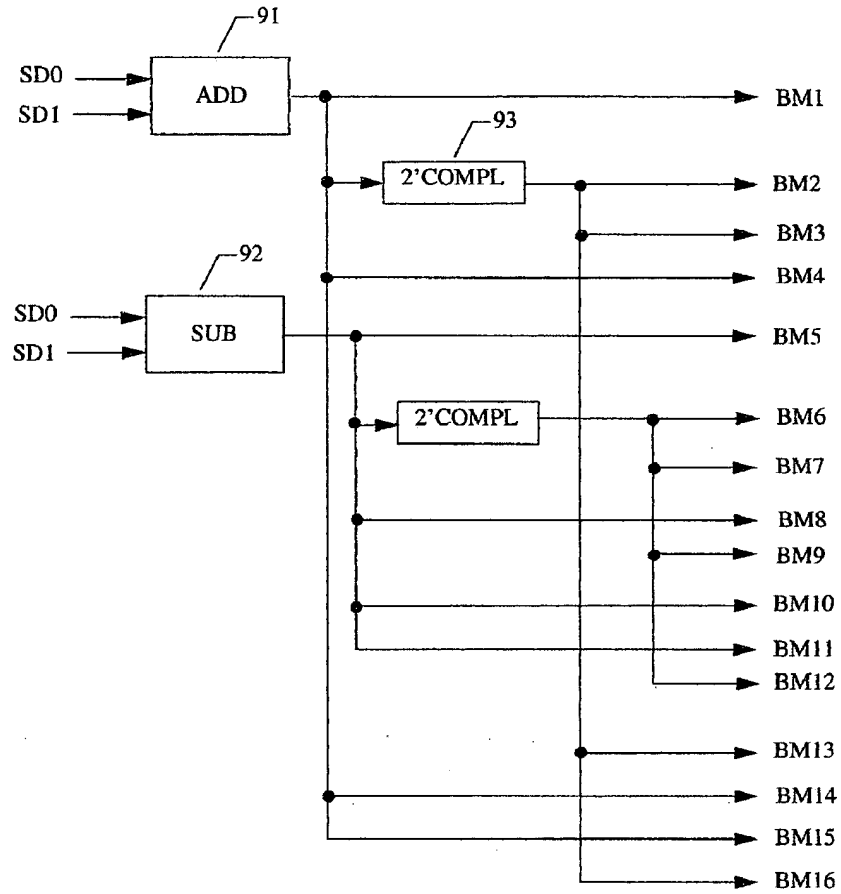 91
SD0
SD1
ADD
BM1
93
2'COMPL
BM2
BM3
92
BM4
SD0
SD1
SUB
BM5
2'COMPL
BM6
BM7
BM8
BM9
BM10
BM11
BM12
BM13
BM14
BM15
BM16